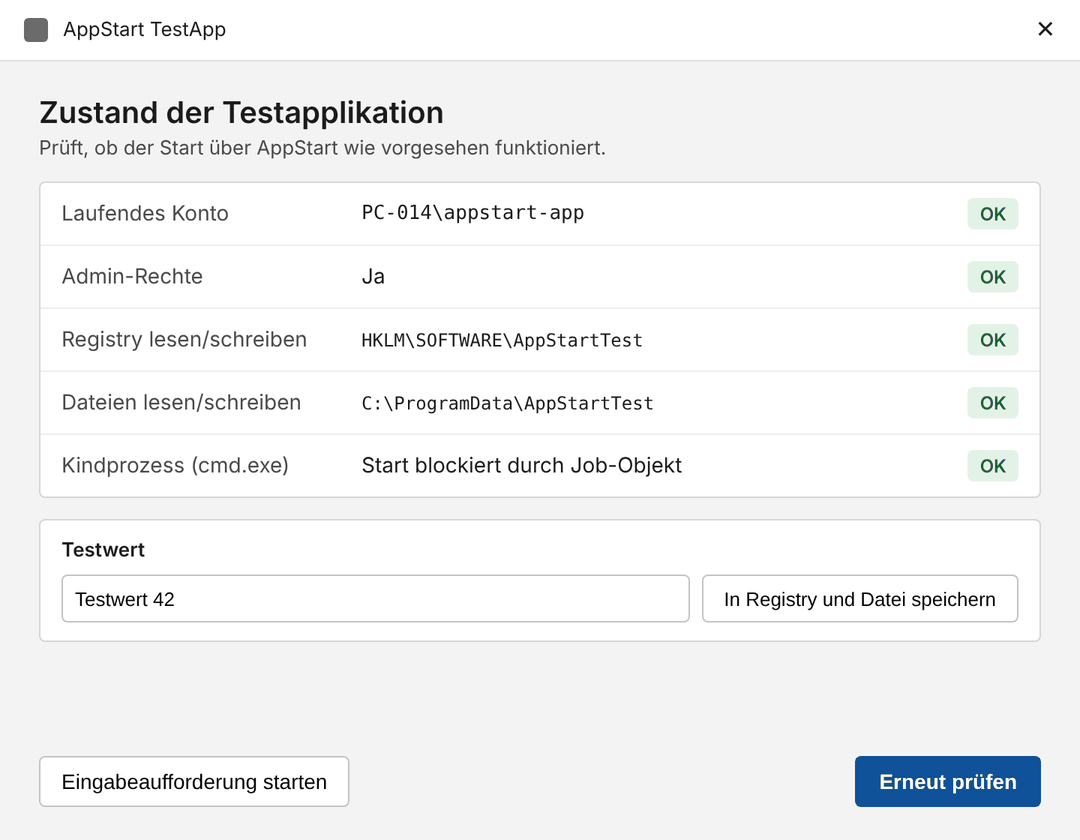 AppStart TestApp
Zustand der Testapplikation
Prüft, ob der Start über AppStart wie vorgesehen funktioniert.
Laufendes Konto PC-014\appstart-app OK
Admin-Rechte Ja OK
Registry lesen/schreiben HKLM\SOFTWARE\AppStartTest OK
Dateien lesen/schreiben C:\ProgramData\AppStartTest OK
Kindprozess (cmd.exe) Start blockiert durch Job-Objekt OK
Testwert
Testwert 42 In Registry und Datei speichern
Eingabeaufforderung starten Erneut prüfen